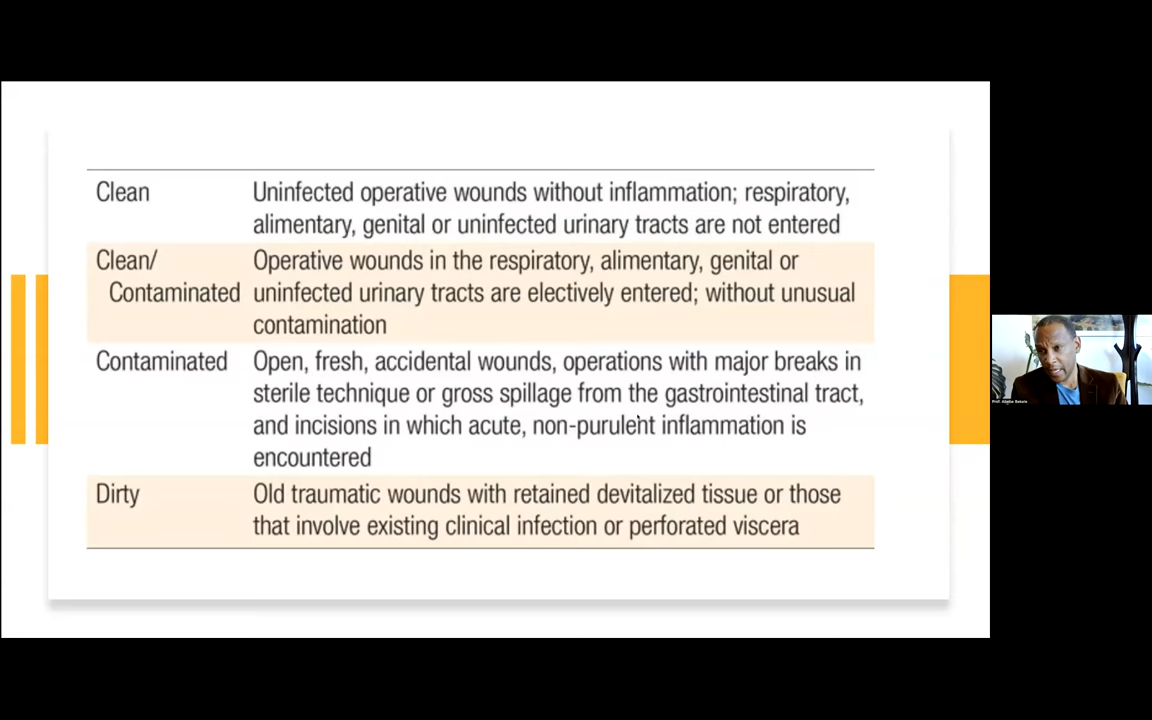 Clean Uninfected operative wounds without inflammation; respiratory,
alimentary, genital or uninfected urinary tracts are not entered
Clean/ Operative wounds in the respiratory, alimentary, genital or
Contaminated uninfected urinary tracts are electively entered; without unusual
contamination
Contaminated Open, fresh, accidental wounds, operations with major breaks in
sterile technique or gross spillage from the gastrointestinal tract,
and incisions in which acute, non-purulent inflammation is
encountered
Dirty Old traumatic wounds with retained devitalized tissue or those
that involve existing clinical infection or perforated viscera
Prof.